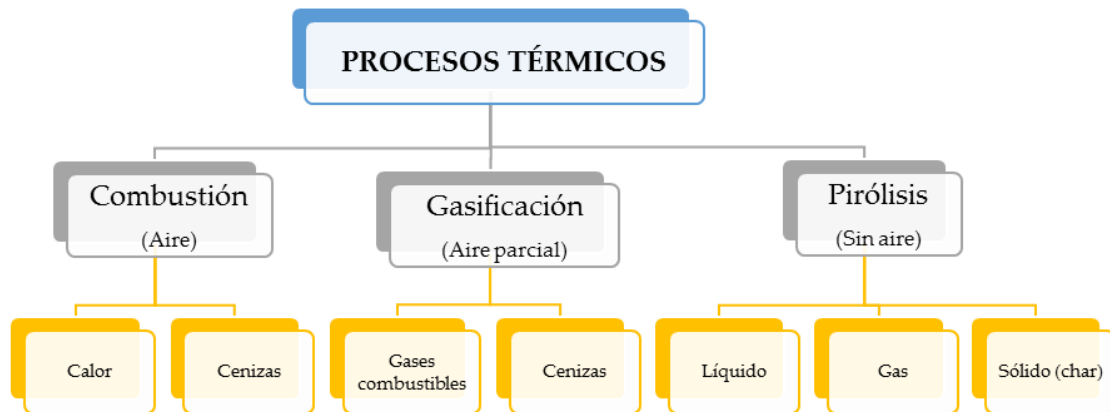 PROCESOS TÉRMICOS
Combustión
(Aire)
Gasificación
(Aire parcial)
Pirólisis
(Sin aire)
Calor
Cenizas
Gases
combustibles
Cenizas
Líquido
Gas
Sólido (char)